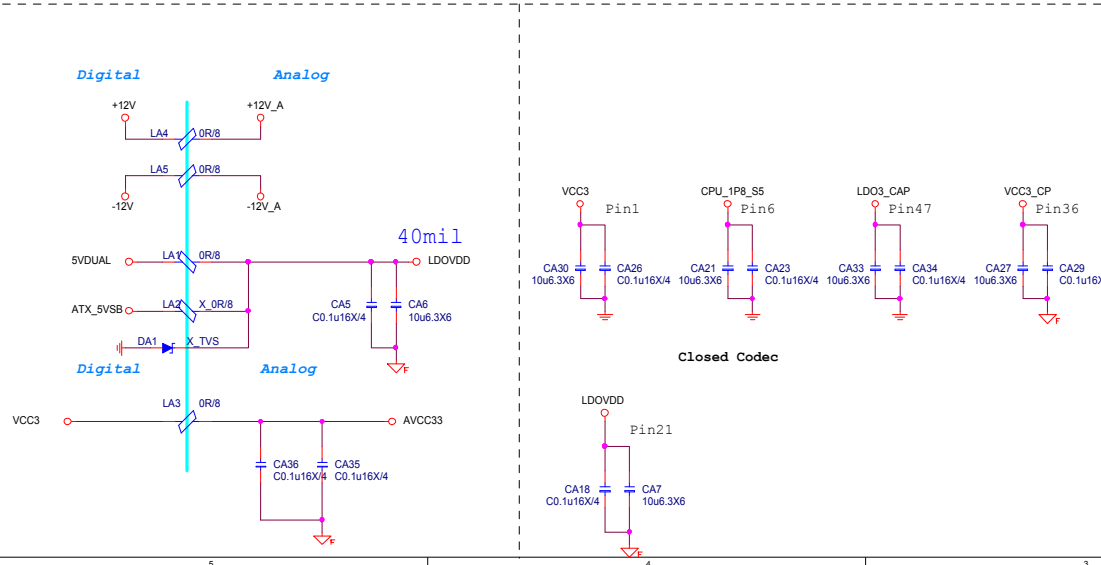 Digital
Analog
+12V
+12V_A
LA4
0R/8
LA5
0R/8
-12V
-12V_A
40mil
5VDUAL
LA1
0R/8
LDOVDD
ATX_5VSB
LA2
X_0R/8
CA5
C0.1u16X/4
CA6
10u6.3X6
DA1
X_TVS
F
Digital
Analog
VCC3
LA3
0R/8
AVCC33
CA36
C0.1u16X/4
CA35
C0.1u16X/4
F
VCC3
Pin1
CA30
10u6.3X6
CA26
C0.1u16X/4
CPU_1P8_S5
Pin6
CA21
10u6.3X6
CA23
C0.1u16X/4
LDO3_CAP
Pin47
CA33
10u6.3X6
CA34
C0.1u16X/4
VCC3_CP
Pin36
CA27
10u6.3X6
CA29
C0.1u16X
F
Closed Codec
LDOVDD
Pin21
CA18
C0.1u16X/4
CA7
10u6.3X6
F
5
4
3